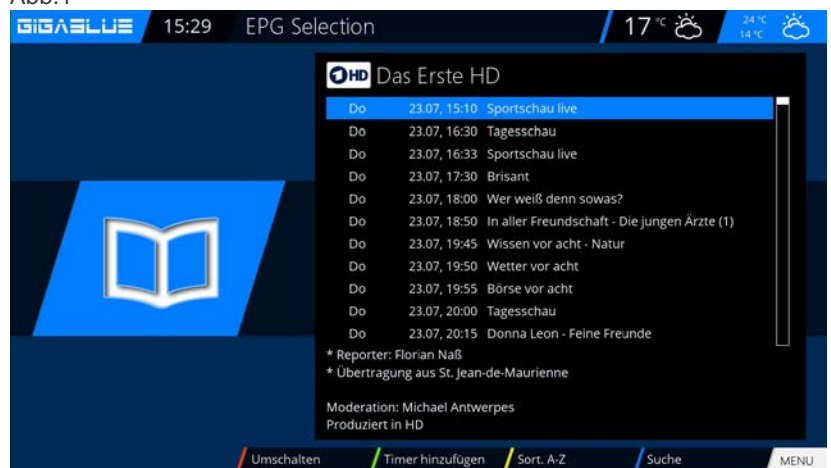 Abb.1
GIGABLUE 15:29 EPG Selection 17 °C 24 °C
14 °C
1 HD Das Erste HD
Do 23.07, 15:10 Sportschau live
Do 23.07, 16:30 Tagesschau
Do 23.07, 16:33 Sportschau live
Do 23.07, 17:30 Brisant
Do 23.07, 18:00 Wer weiß denn sowas?
Do 23.07, 18:50 In aller Freundschaft - Die jungen Ärzte (1)
Do 23.07, 19:45 Wissen vor acht - Natur
Do 23.07, 19:50 Wetter vor acht
Do 23.07, 19:55 Börse vor acht
Do 23.07, 20:00 Tagesschau
Do 23.07, 20:15 Donna Leon - Feine Freunde
* Reporter: Florian Naß
* Übertragung aus St. Jean-de-Maurienne
Moderation: Michael Antwerpes
Produziert in HD
Umschalten Timer hinzufügen Sort. A-Z Suche MENU